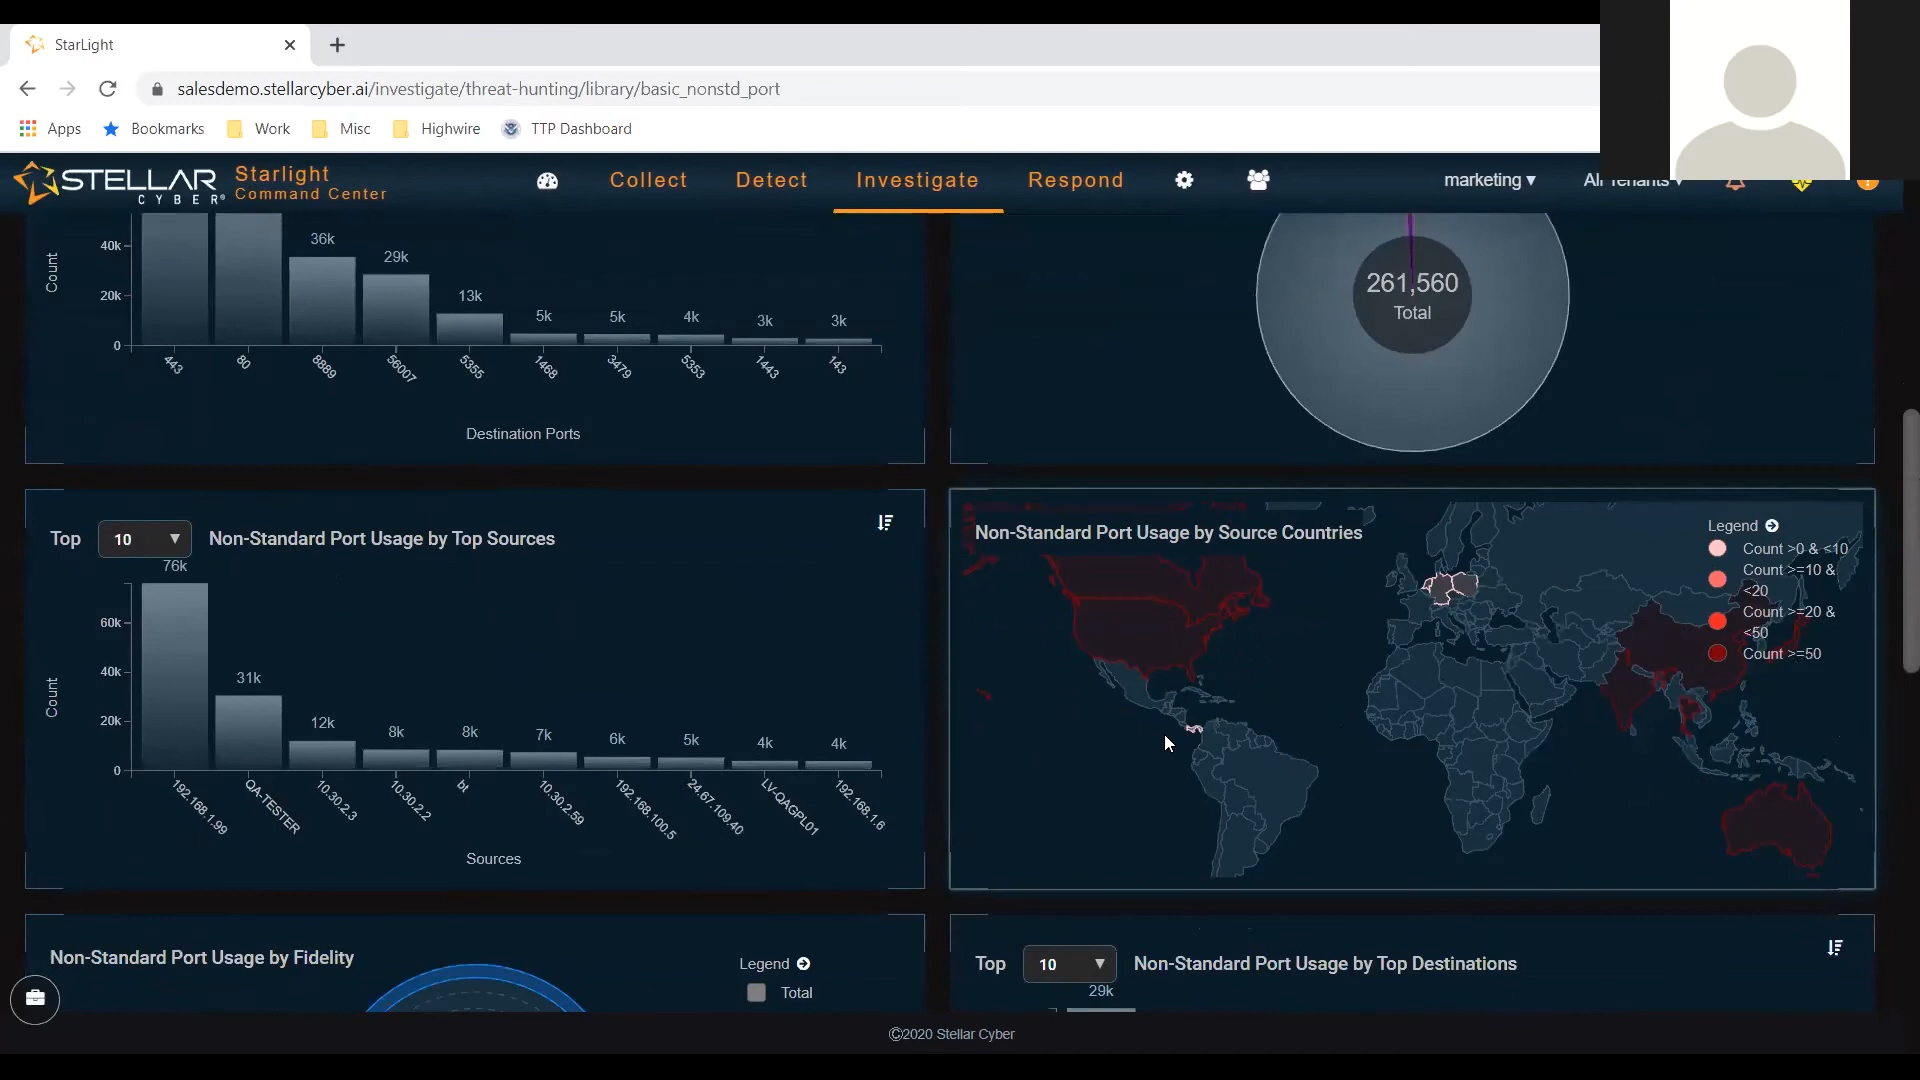 StarLight
salesdemo.stellarcyber.ai/investigate/threat-hunting/library/basic_nonstd_port
Apps Bookmarks Work Misc Highwire TTP Dashboard
STELLAR CYBER® Starlight Command Center
Collect Detect Investigate Respond marketing ▾ All Tenants
Count
40k
20k
0
36k
29k
13k
5k
5k
4k
3k
3k
443
80
8889
56007
5355
1468
3479
5353
1443
143
Destination Ports
261,560
Total
Top 10 Non-Standard Port Usage by Top Sources
Count
60k
40k
20k
0
76k
31k
12k
8k
8k
7k
6k
5k
4k
4k
192.168.1.99
QA-TESTER
10.30.2.3
10.30.2.2
bt
10.30.2.59
192.168.100.5
24.67.109.40
LV-QAGPL01
192.168.1.6
Sources
Non-Standard Port Usage by Source Countries
Legend
Count >0 & <10
Count >=10 &
<20
Count >=20 &
<50
Count >=50
Non-Standard Port Usage by Fidelity
Legend
Total
Top 10 Non-Standard Port Usage by Top Destinations
29k
©2020 Stellar Cyber